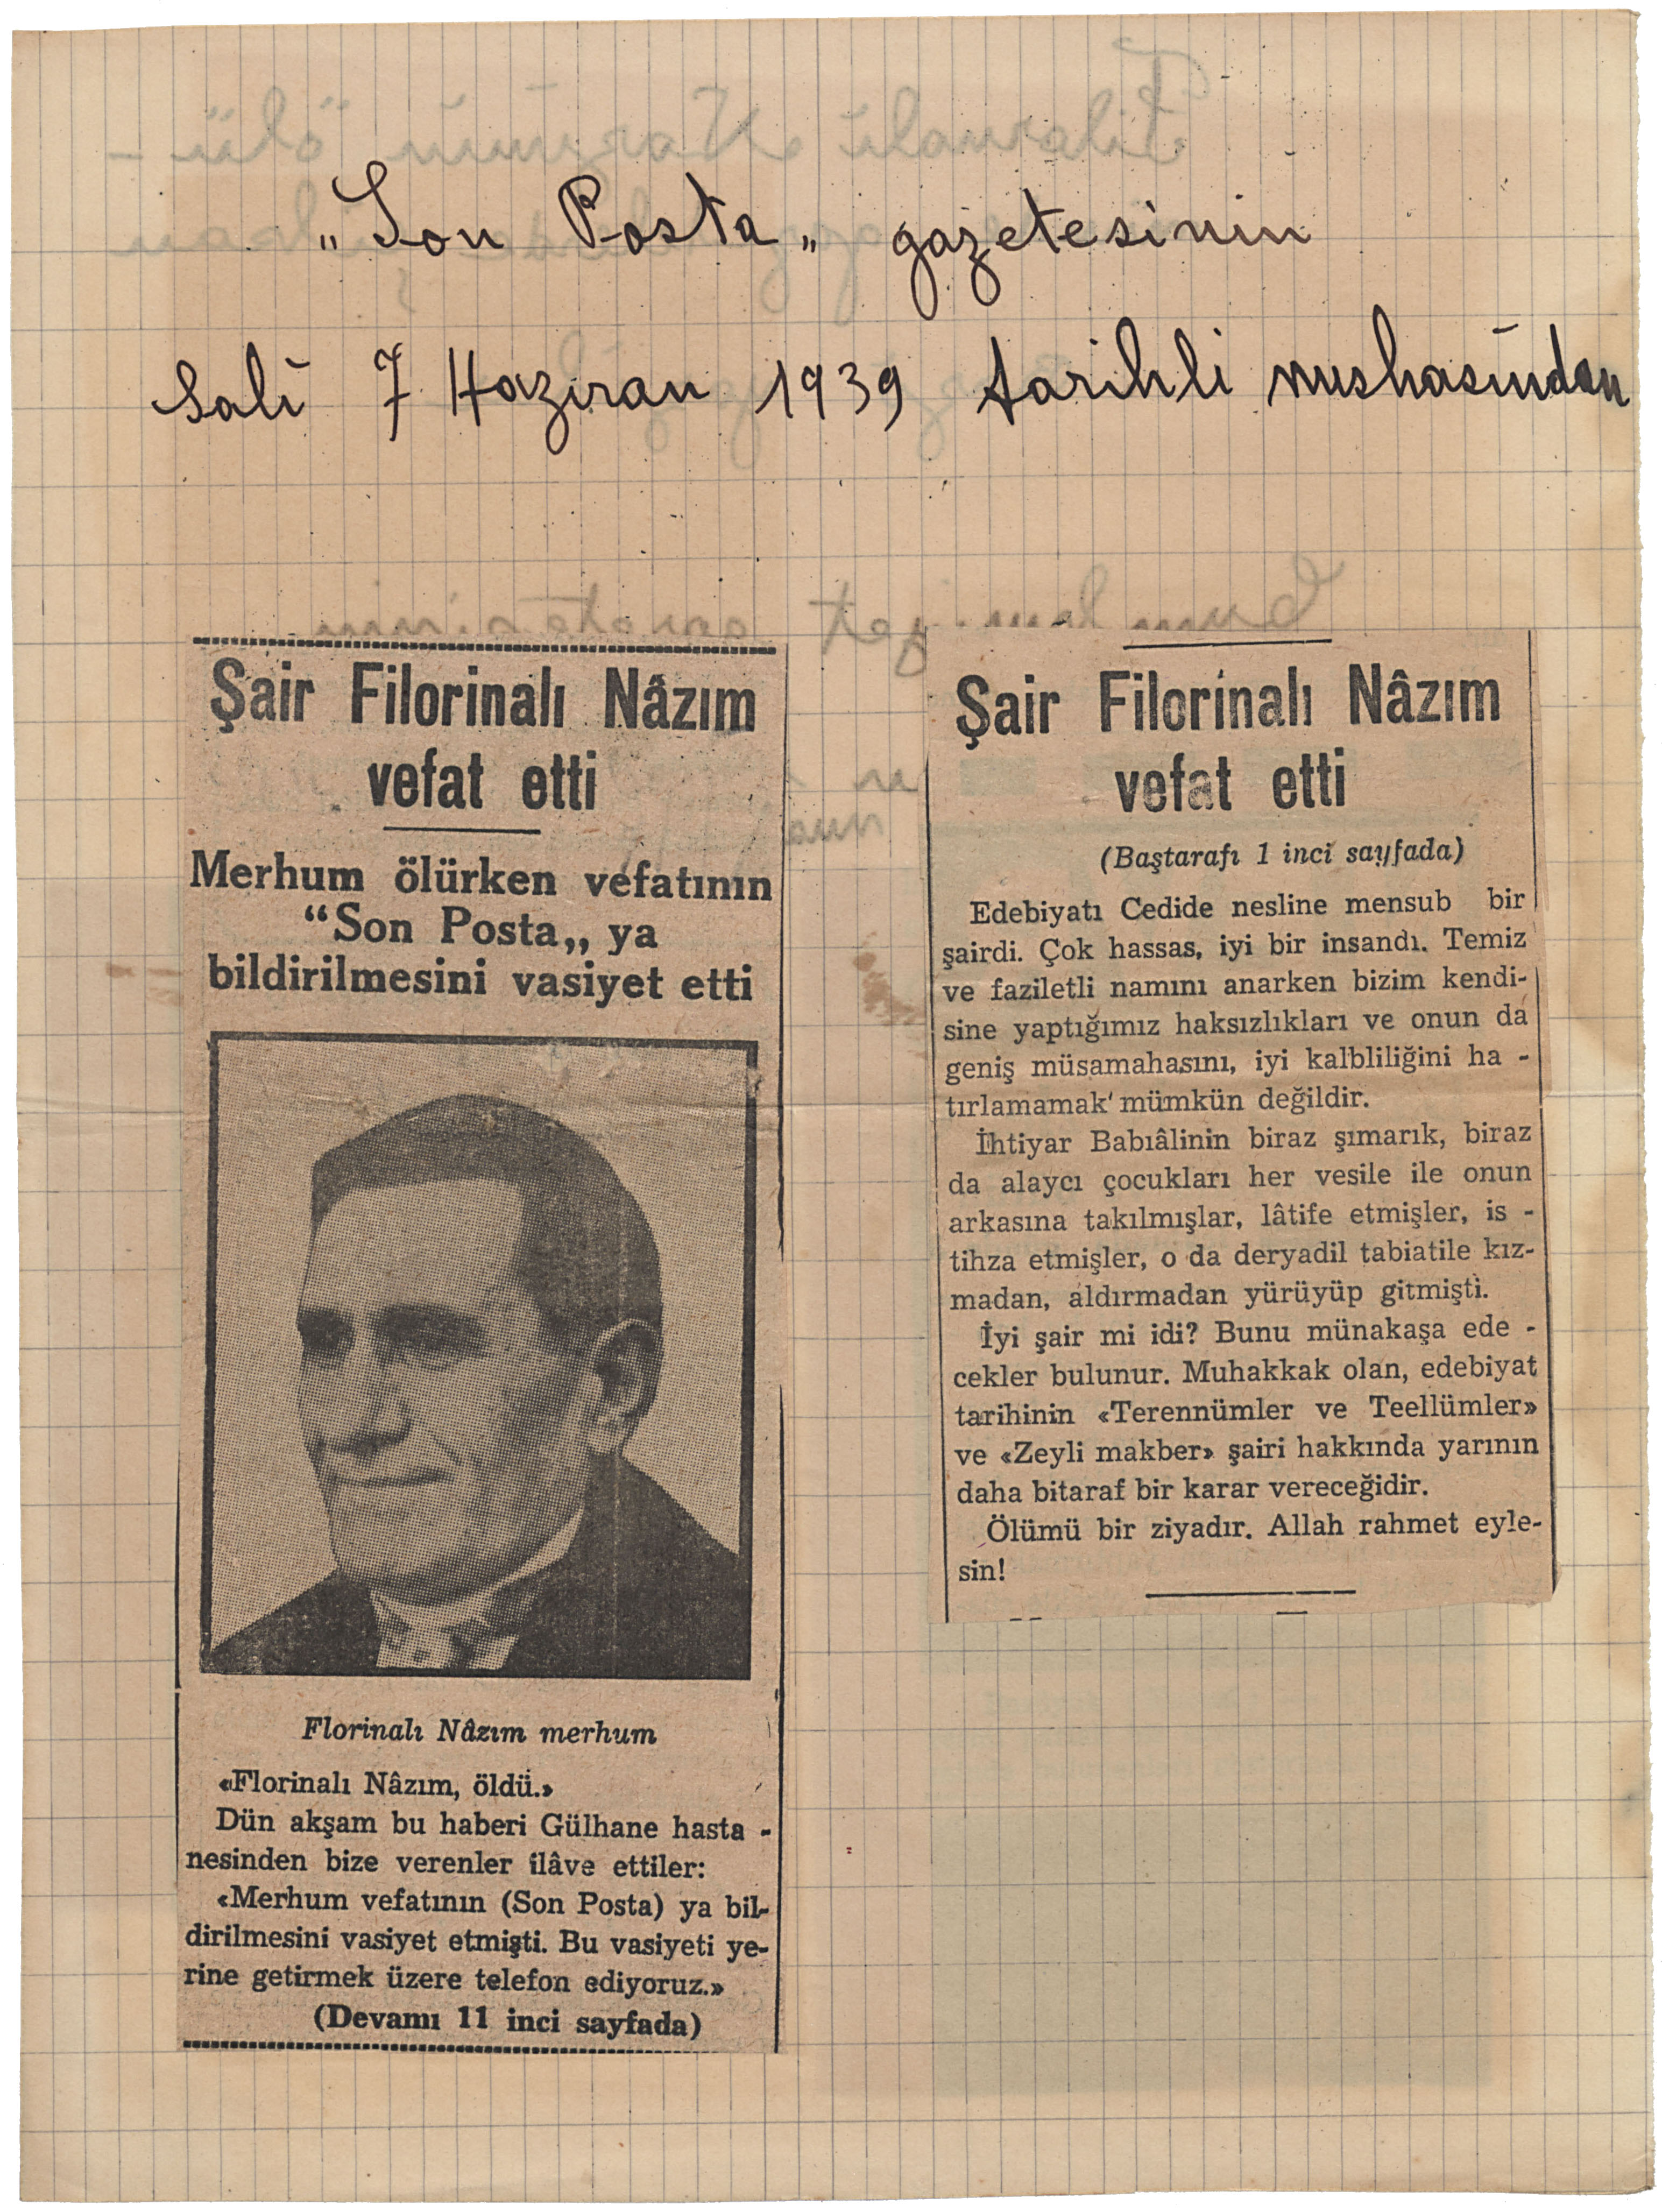 „Son Posta„ gazetesinin
Salı 7 Haziran 1939 tarihli nushasından
Şair Filorinalı Nâzım
vefat etti
Merhum ölürken vefatının
“Son Posta„ ya
bildirilmesini vasiyet etti
Florinalı Nâzım merhum
«Florinalı Nâzım, öldü.»
Dün akşam bu haberi Gülhane hasta -
nesinden bize verenler ilâve ettiler:
«Merhum vefatının (Son Posta) ya bil-
dirilmesini vasiyet etmişti. Bu vasiyeti ye-
rine getirmek üzere telefon ediyoruz.»
(Devamı 11 inci sayfada)
Şair Filorinalı Nâzım
vefat etti
(Baştarafı 1 inci sayfada)
Edebiyatı Cedide nesline mensub bir
şairdi. Çok hassas, iyi bir insandı. Temiz
ve faziletli namını anarken bizim kendi-
sine yaptığımız haksızlıkları ve onun da
geniş müsamahasını, iyi kalbliliğini ha -
tırlamamak mümkün değildir.
İhtiyar Babıâlinin biraz şımarık, biraz
da alaycı çocukları her vesile ile onun
arkasına takılmışlar, lâtife etmişler, is -
tihza etmişler, o da deryadil tabiatile kız-
madan, aldırmadan yürüyüp gitmişti.
İyi şair mi idi? Bunu münakaşa ede -
cekler bulunur. Muhakkak olan, edebiyat
tarihinin «Terennümler ve Teellümler»
ve «Zeyli makber» şairi hakkında yarının
daha bitaraf bir karar vereceğidir.
Ölümü bir ziyadır. Allah rahmet eyle-
sin!